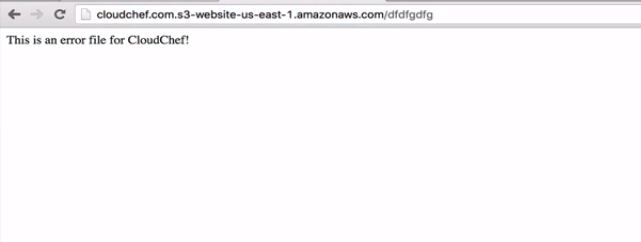 cloudchef.com.s3-website-us-east-1.amazonaws.com/dfdfgdfg
This is an error file for CloudChef!